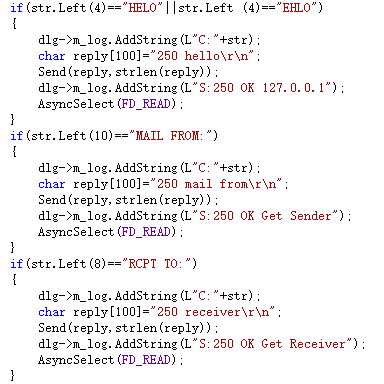 if(str.Left(4)=="HELO"||str.Left (4)=="EHLO")
{
dlg->m_log.AddString(L"C:"+str);
char reply[100]="250 hello\r\n";
Send(reply,strlen(reply));
dlg->m_log.AddString(L"S:250 OK 127.0.0.1");
AsyncSelect(FD_READ);
}
if(str.Left(10)=="MAIL FROM:")
{
dlg->m_log.AddString(L"C:"+str);
char reply[100]="250 mail from\r\n";
Send(reply,strlen(reply));
dlg->m_log.AddString(L"S:250 OK Get Sender");
AsyncSelect(FD_READ);
}
if(str.Left(8)=="RCPT TO:")
{
dlg->m_log.AddString(L"C:"+str);
char reply[100]="250 receiver\r\n";
Send(reply,strlen(reply));
dlg->m_log.AddString(L"S:250 OK Get Receiver");
AsyncSelect(FD_READ);
}